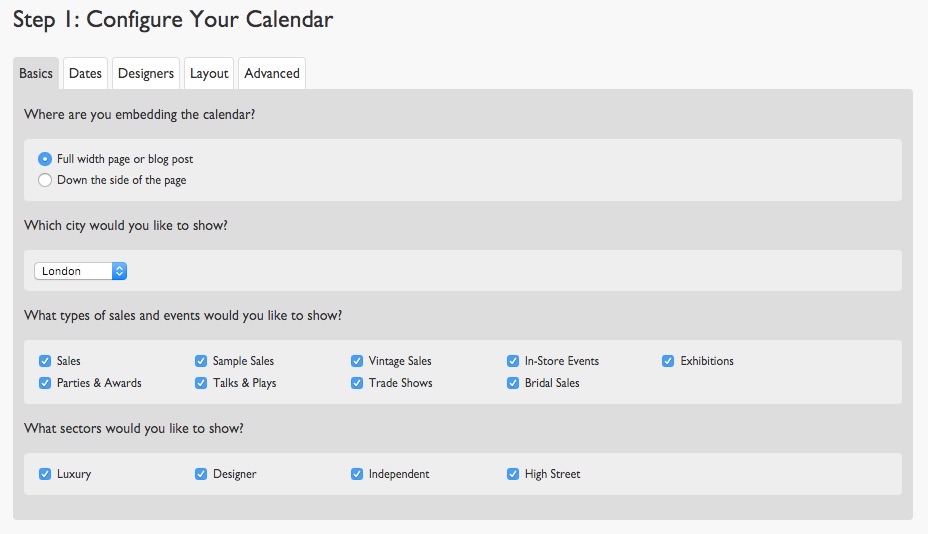 Step 1: Configure Your Calendar
Basics Dates Designers Layout Advanced
Where are you embedding the calendar?
Full width page or blog post
Down the side of the page
Which city would you like to show?
London
What types of sales and events would you like to show?
Sales Sample Sales Vintage Sales In-Store Events Exhibitions
Parties & Awards Talks & Plays Trade Shows Bridal Sales
What sectors would you like to show?
Luxury Designer Independent High Street